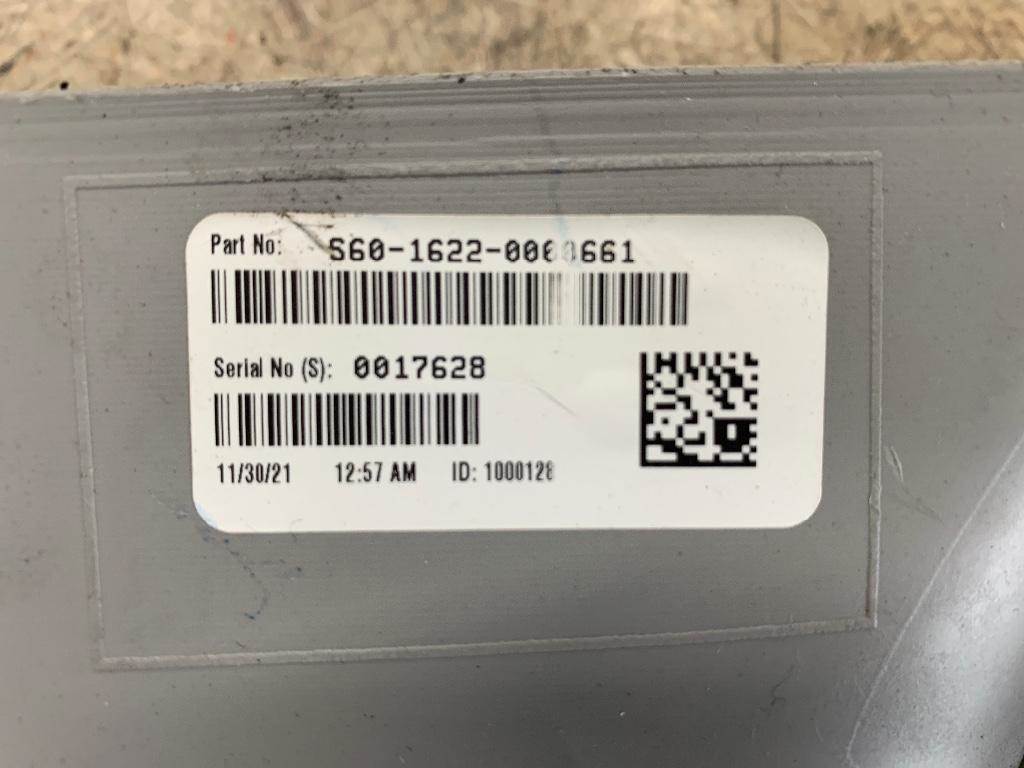 Part No:
Serial No (S): 0017628
11/30/21 12:57 AM ID: 1000128